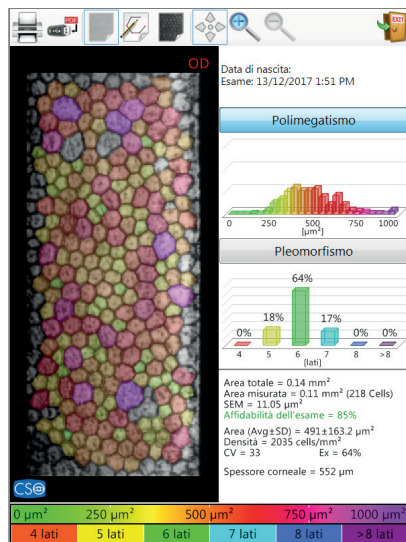 PDF
EXIT
OD
Data di nascita:
Esame: 13/12/2017 1:51 PM
Polimegatismo
0 250 500 750 1000
[µm²]
Pleomorfismo
0% 18% 64% 17% 0% 0%
4 5 6 7 8 >8
[lati]
Area totale = 0.14 mm²
Area misurata = 0.11 mm² (218 Cells)
SEM = 11.05 µm²
Affidabilità dell'esame = 85%
Area (Avg±SD) = 491±163.2 µm²
Densità = 2035 cells/mm²
CV = 33 Ex = 64%
Spessore corneale = 552 µm
CS@
0 µm² 250 µm² 500 µm² 750 µm² 1000 µm²
4 lati 5 lati 6 lati 7 lati 8 lati >8 lati